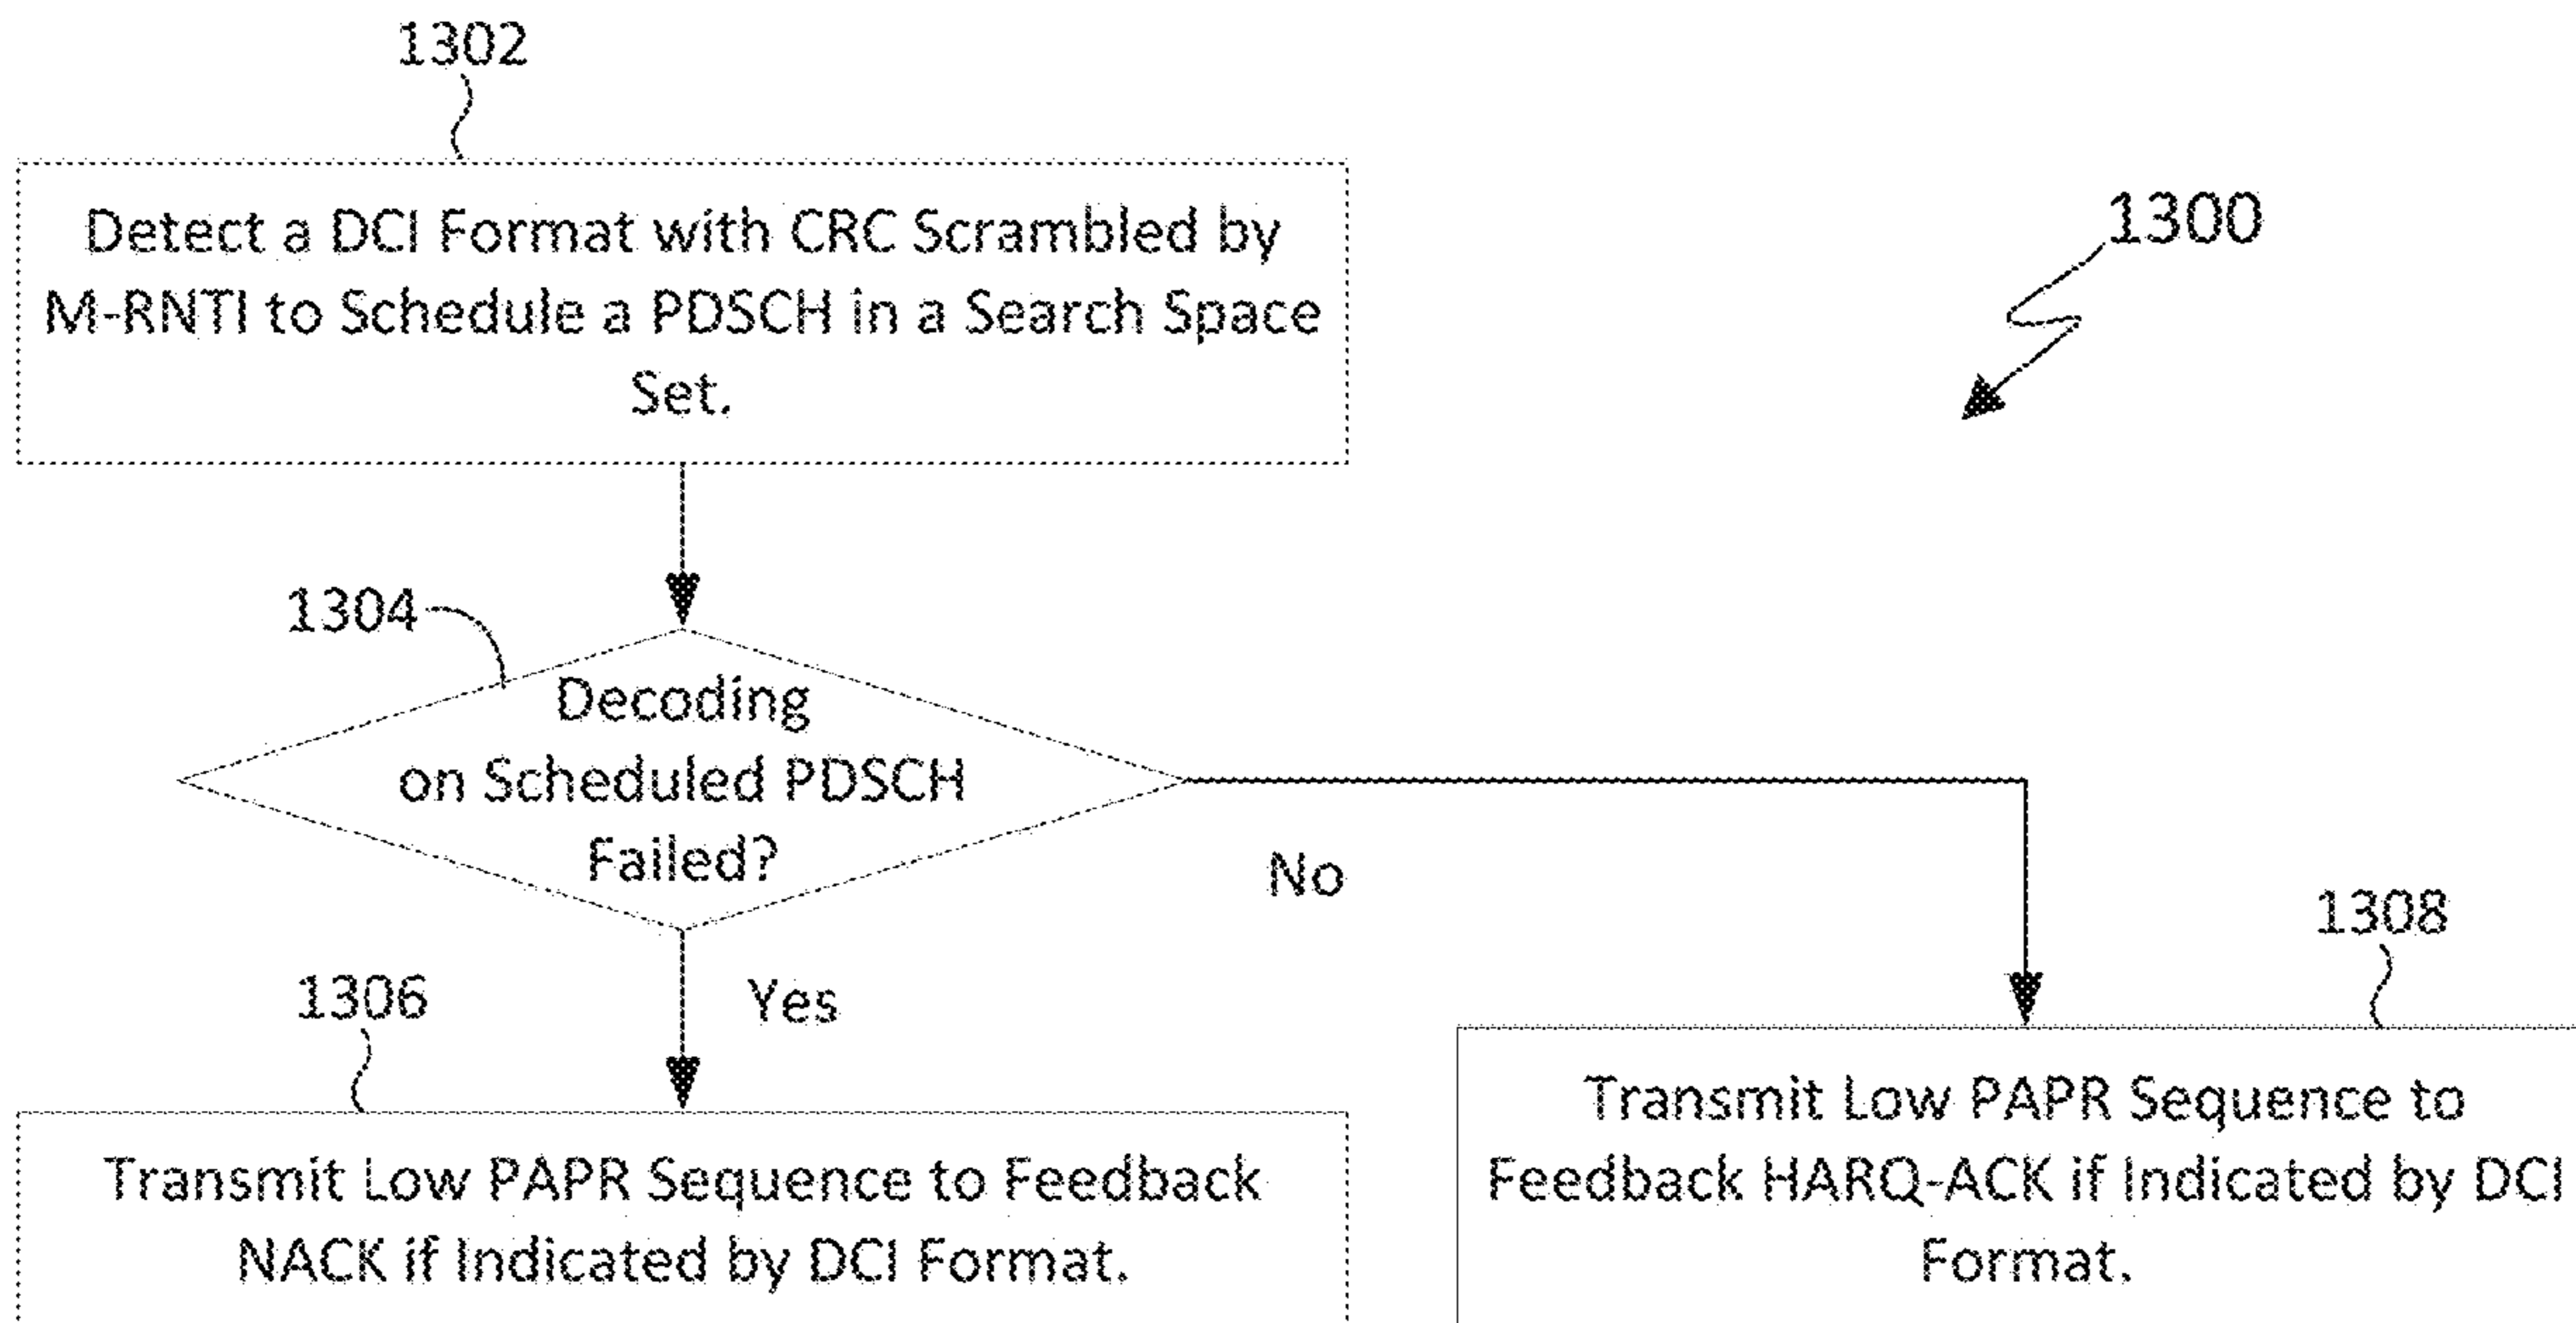 1302
Detect a DCI Format with CRC Scrambled by
M-RNTI to Schedule a PDSCH in a Search Space
Set.
1300
1304
Decoding
on Scheduled PDSCH
Failed?
No
Yes
1306
Transmit Low PAPR Sequence to Feedback
NACK if Indicated by DCI Format.
1308
Transmit Low PAPR Sequence to
Feedback HARQ-ACK if Indicated by DCI
Format.